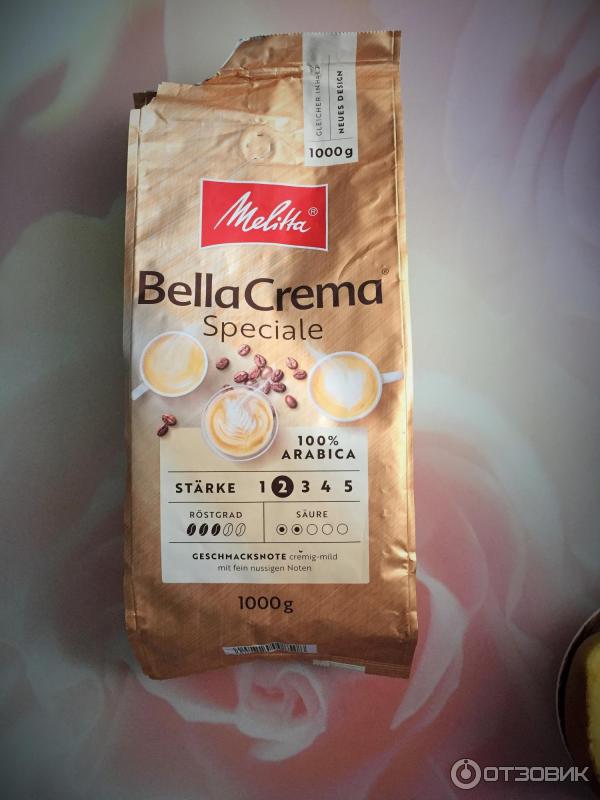 GLEICHER INHALT
NEUES DESIGN
1000g
Melitta®
BellaCrema®
Speciale
100%
ARABICA
STÄRKE 1 2 3 4 5
RÖSTGRAD SÄURE
GESCHMACKSNOTE cremig-mild
mit fein nussigen Noten
1000g
ОТЗОВИК